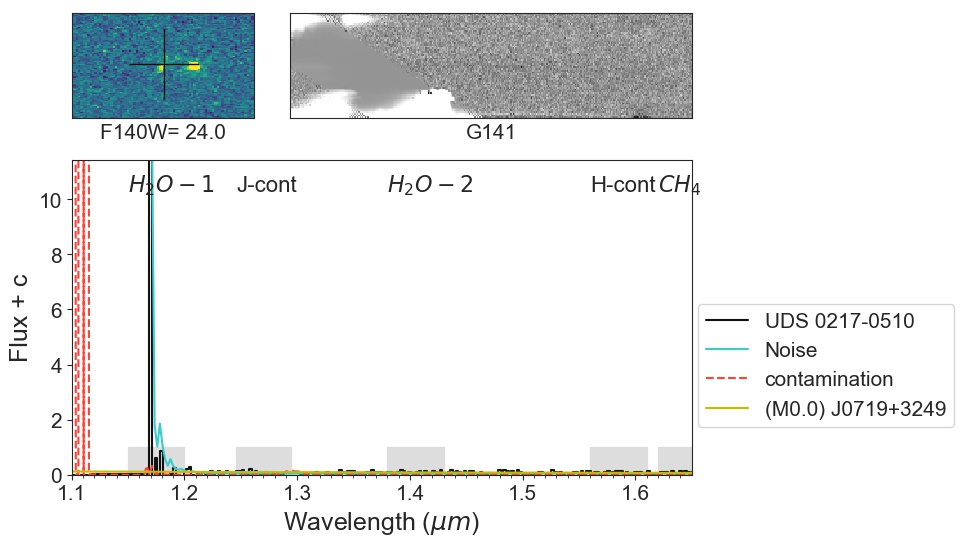 F140W= 24.0
G141
H₂O − 1
J-cont
H₂O − 2
H-cont
CH₄
10
8
6
4
2
0
Flux + c
1.1
1.2
1.3
1.4
1.5
1.6
Wavelength (μm)
UDS 0217-0510
Noise
contamination
(M0.0) J0719+3249